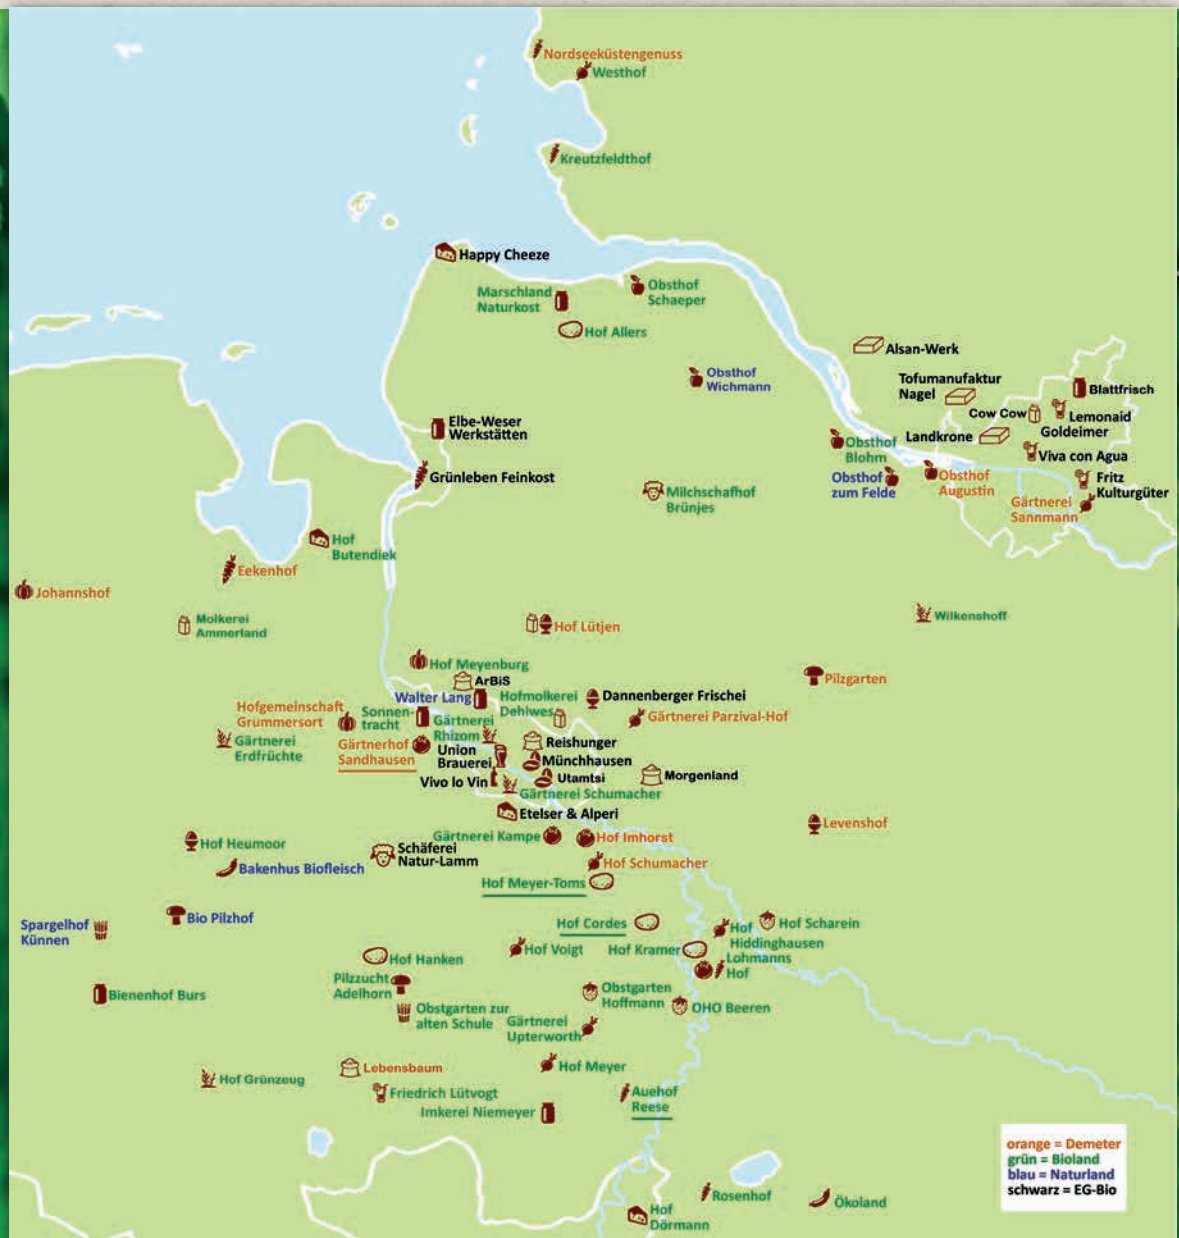 Nordseeküstengenuss
Westhof
Kreutzfeldthof
Happy Cheeze
Marschland
Naturkost
Obsthof
Schaeper
Hof Allers
Alsan-Werk
Obsthof
Wichmann
Tofumanufaktur
Nagel
Blattfrisch
Cow Cow
Lemonaid
Goldeimer
Elbe-Weser
Werkstätten
Landkrone
Obsthof
Blohm
Viva con Agua
Grünleben Feinkost
Obsthof
zum Felde
Obsthof
Augustin
Fritz
Kulturgüter
Milchschafhof
Brünjes
Gärtnerei
Sannmann
Hof
Butendiek
Eekenhof
Johannshof
Molkerei
Ammerland
Hof Lütjen
Wilkenshoff
Hof Meyenburg
ArBiS
Pilzgarten
Walter Lang
Hofmolkerei
Dehlwes
Dannenberger Frischei
Hofgemeinschaft
Grummersort
Sonnen-
tracht
Gärtnerei
Rhizom
Gärtnerei Parzival-Hof
Gärtnerei
Erdfrüchte
Gärtnerhof
Sandhausen
Union
Brauerei
Reishunger
Münchhausen
Vivo lo Vin
Utamtsi
Morgenland
Gärtnerei Schumacher
Etelser & Alperi
Levenshof
Gärtnerei Kampe
Hof Imhorst
Hof Heumoor
Schäferei
Natur-Lamm
Hof Schumacher
Bakenhus Biofleisch
Hof Meyer-Toms
Bio Pilzhof
Spargelhof
Künnen
Hof Cordes
Hof Scharein
Hof
Hiddinghausen
Hof Voigt
Hof Kramer
Hof Hanken
Lohmanns
Hof
Pilzzucht
Adelhorn
Bienenhof Burs
Obstgarten
Hoffmann
OHO Beeren
Obstgarten zur
alten Schule
Gärtnerei
Upterworth
Hof Meyer
Lebensbaum
Hof Grünzeug
Friedrich Lütvogt
Auehof
Reese
Imkerei Niemeyer
orange = Demeter
grün = Bioland
blau = Naturland
schwarz = EG-Bio
Rosenhof
Ökoland
Hof
Dörmann